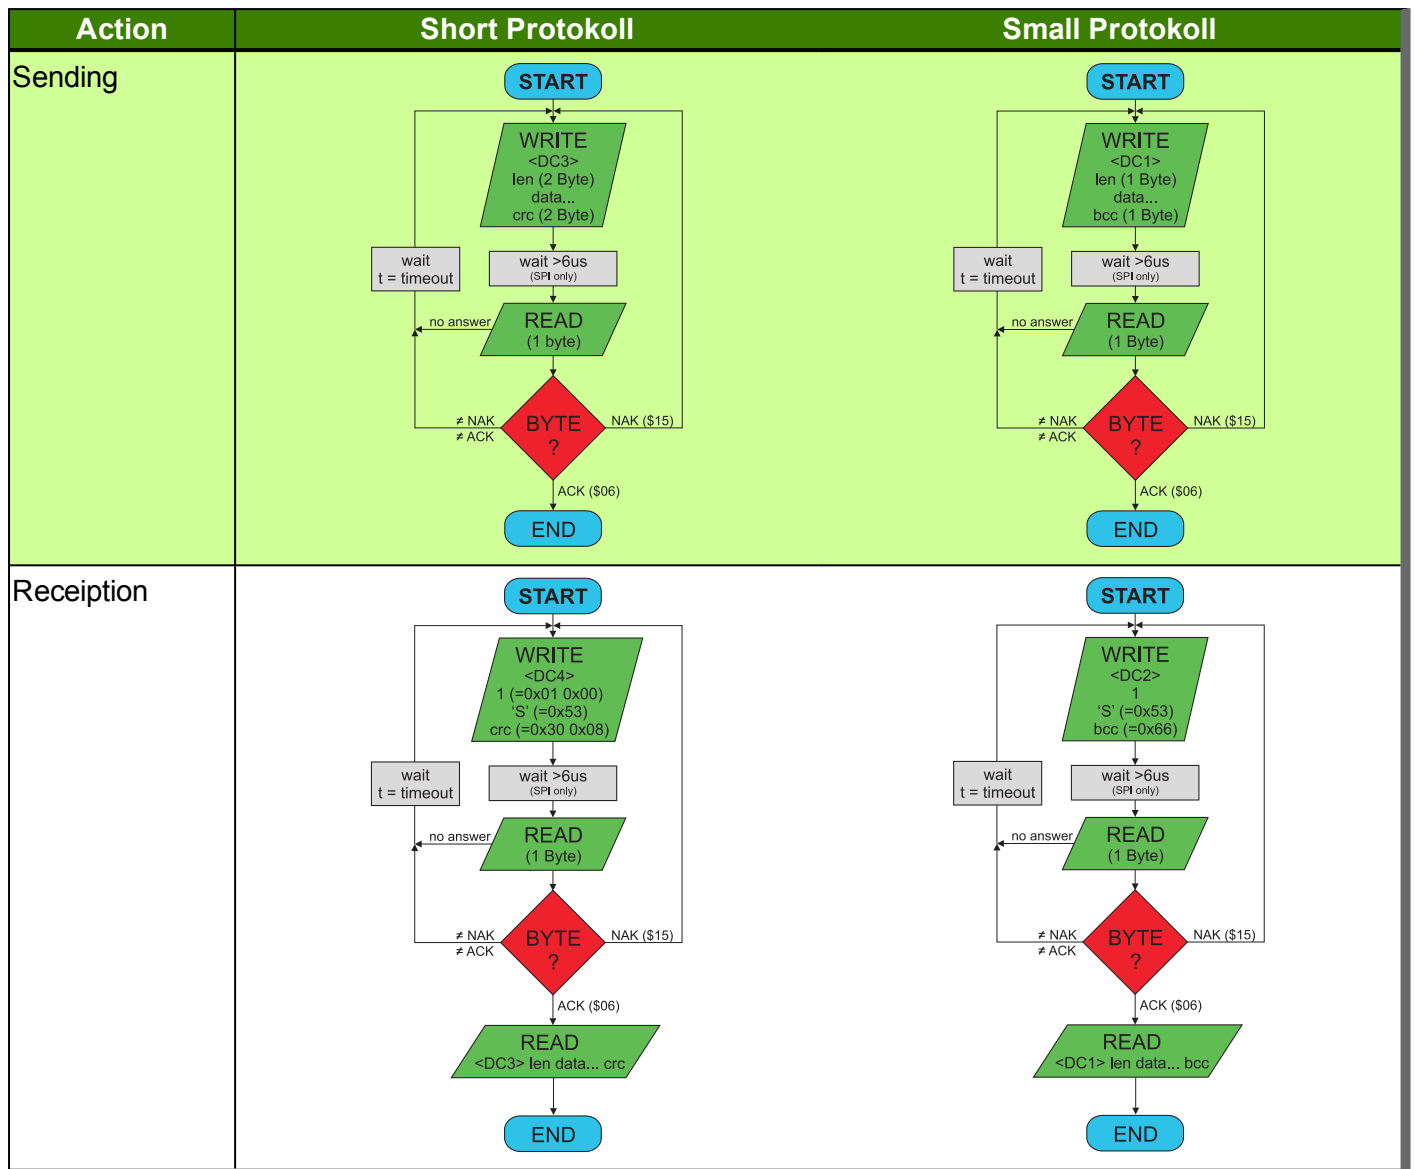 Action
Short Protokoll
Small Protokoll
Sending
START
WRITE
<DC3>
len (2 Byte)
data...
crc (2 Byte)
wait
t = timeout
wait >6us
(SPI only)
no answer
READ
(1 byte)
≠ NAK
≠ ACK
BYTE
?
NAK ($15)
ACK ($06)
END
START
WRITE
<DC1>
len (1 Byte)
data...
bcc (1 Byte)
wait
t = timeout
wait >6us
(SPI only)
no answer
READ
(1 Byte)
≠ NAK
≠ ACK
BYTE
?
NAK ($15)
ACK ($06)
END
Receiption
START
WRITE
<DC4>
1 (=0x01 0x00)
‘S’ (=0x53)
crc (=0x30 0x08)
wait
t = timeout
wait >6us
(SPI only)
no answer
READ
(1 Byte)
≠ NAK
≠ ACK
BYTE
?
NAK ($15)
ACK ($06)
READ
<DC3> len data... crc
END
START
WRITE
<DC2>
1
‘S’ (=0x53)
bcc (=0x66)
wait
t = timeout
wait >6us
(SPI only)
no answer
READ
(1 Byte)
≠ NAK
≠ ACK
BYTE
?
NAK ($15)
ACK ($06)
READ
<DC1> len data... bcc
END